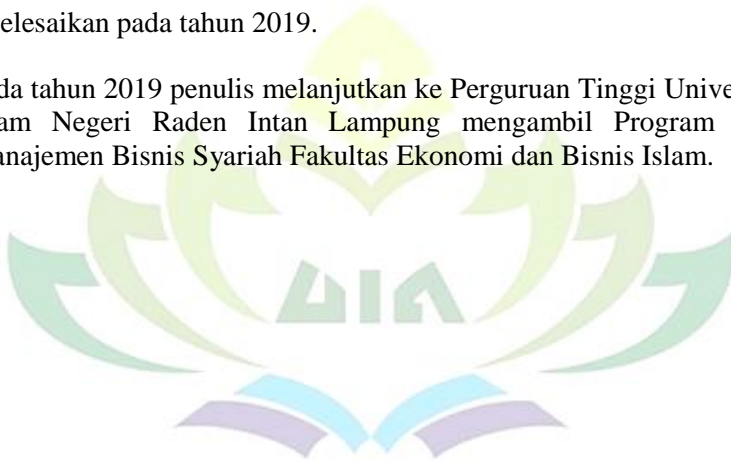 elesaikan pada tahun 2019.
da tahun 2019 penulis melanjutkan ke Perguruan Tinggi Unive
am Negeri Raden Intan Lampung mengambil Program
anajemen Bisnis Syariah Fakultas Ekonomi dan Bisnis Islam.
UIN